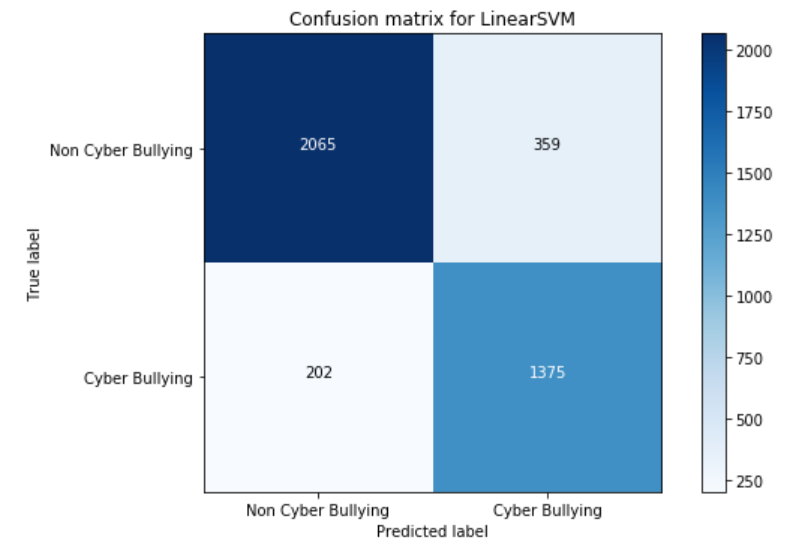 Confusion matrix for LinearSVM
True label
Non Cyber Bullying
2065
359
Cyber Bullying
202
1375
Non Cyber Bullying
Cyber Bullying
Predicted label
2000
1750
1500
1250
1000
750
500
250